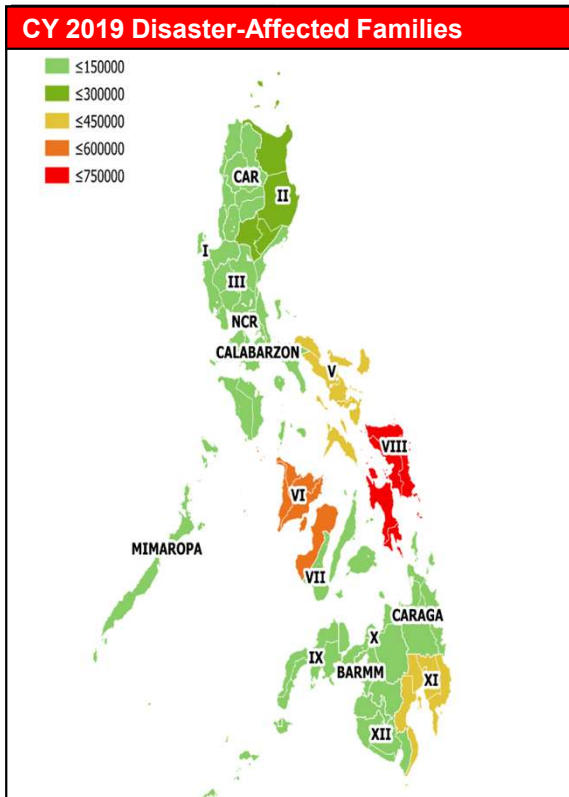 CY 2019 Disaster-Affected Families
≤150000
≤300000
≤450000
≤600000
≤750000
CAR
II
I
III
NCR
CALABARZON
V
VIII
VI
MIMAROPA
VII
CARAGA
X
IX
BARMM
XI
XII